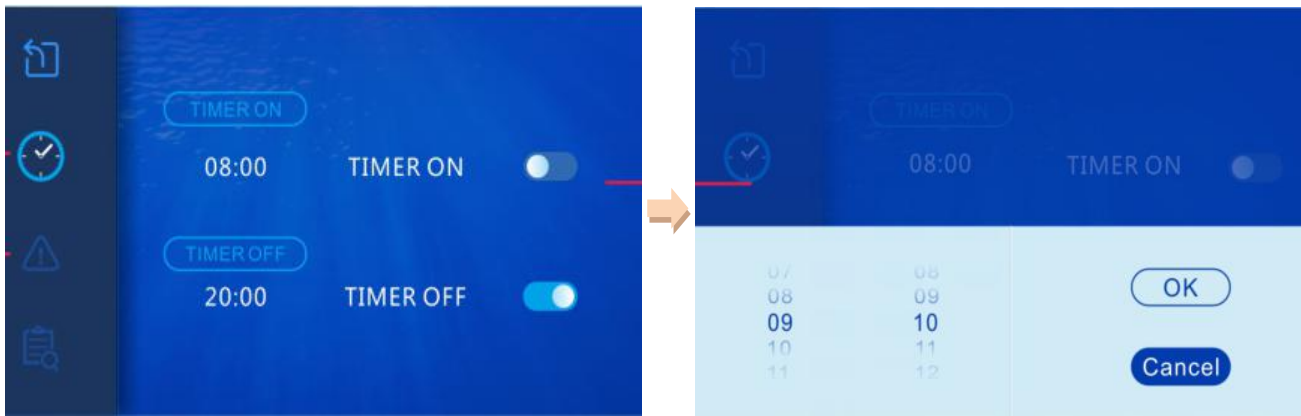 TIMER ON
08:00 TIMER ON
TIMER OFF
20:00 TIMER OFF
TIMER ON
08:00 TIMER ON
07 08
08 09
09 10
10 11
11 12
OK
Cancel